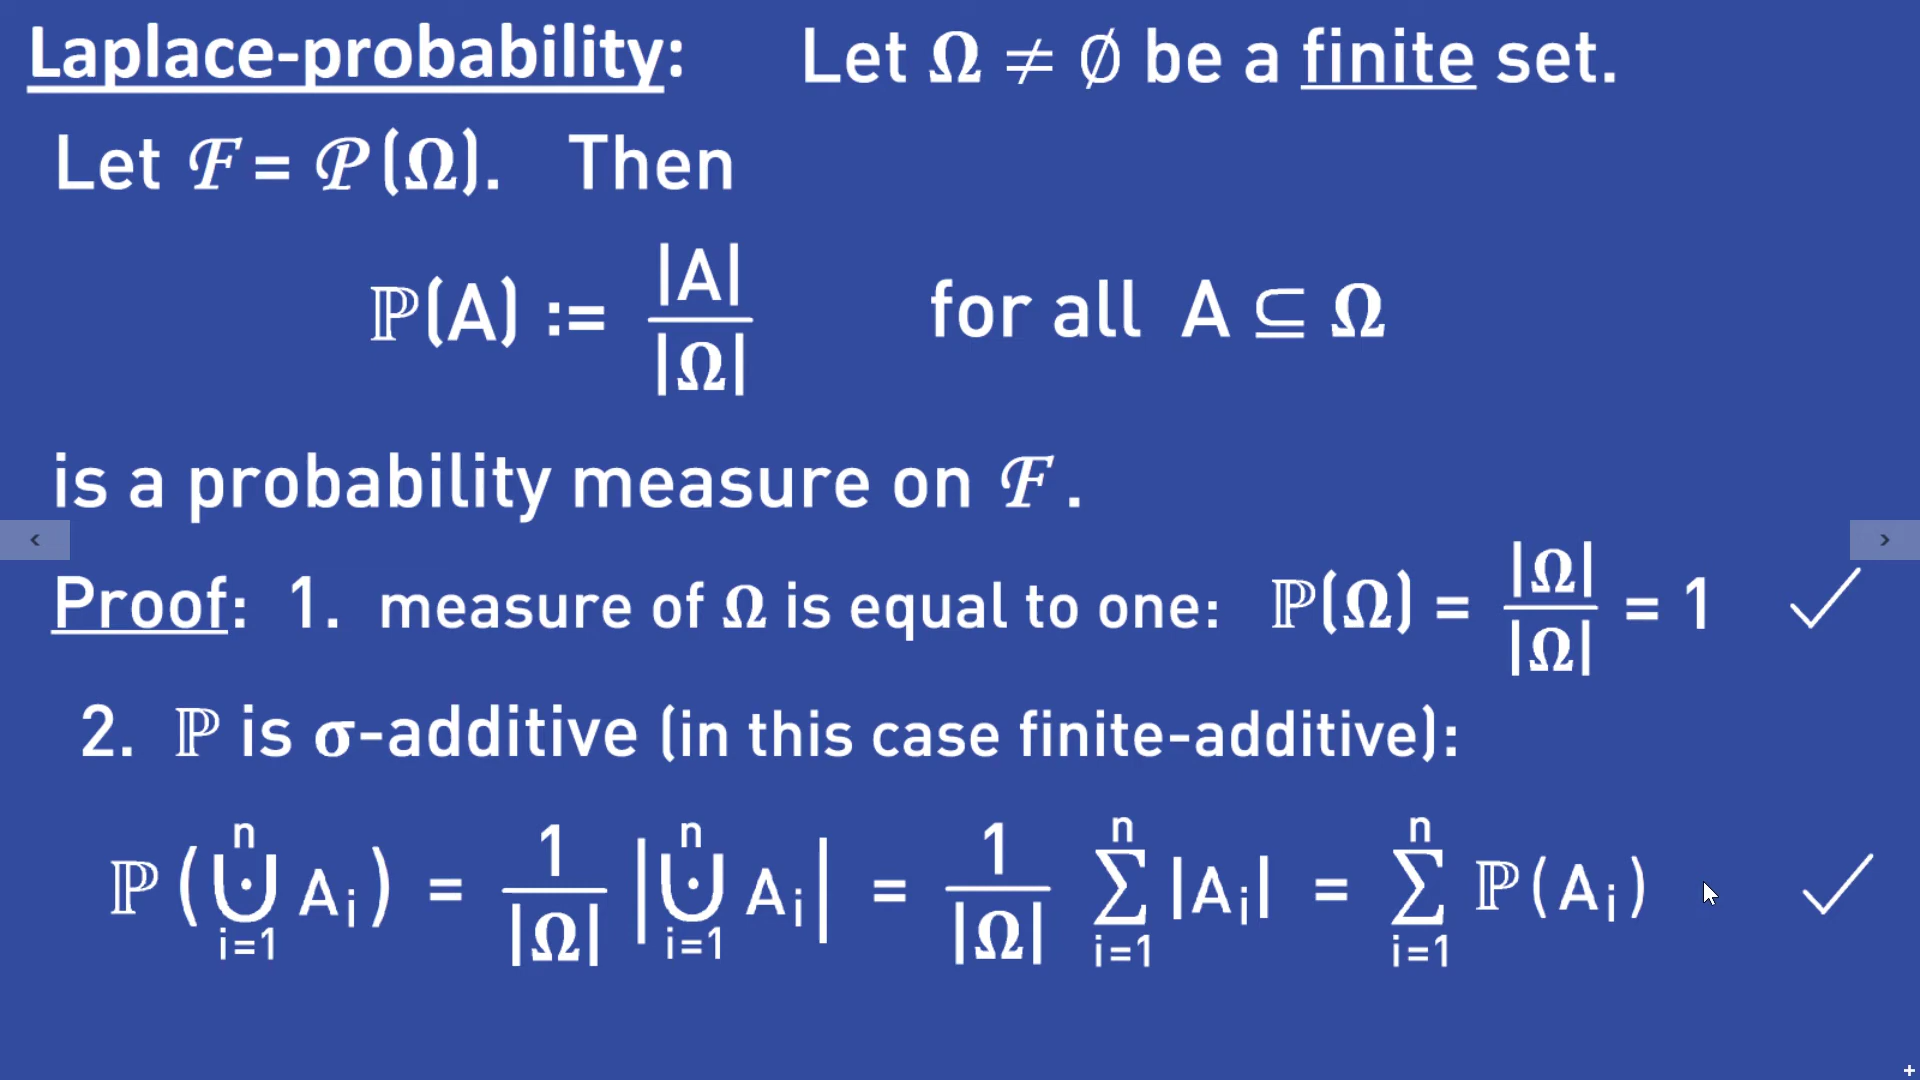 Laplace-probability: Let Ω ≠ ∅ be a finite set.
Let ℱ = 𝒫(Ω). Then
ℙ(A) := |A| / |Ω| for all A ⊆ Ω
is a probability measure on ℱ.
Proof: 1. measure of Ω is equal to one: ℙ(Ω) = |Ω| / |Ω| = 1 ✓
2. ℙ is σ-additive (in this case finite-additive):
ℙ(⨃_{i=1}^{n} A_i) = 1/|Ω| |⨃_{i=1}^{n} A_i| = 1/|Ω| ∑_{i=1}^{n} |A_i| = ∑_{i=1}^{n} ℙ(A_i) ✓